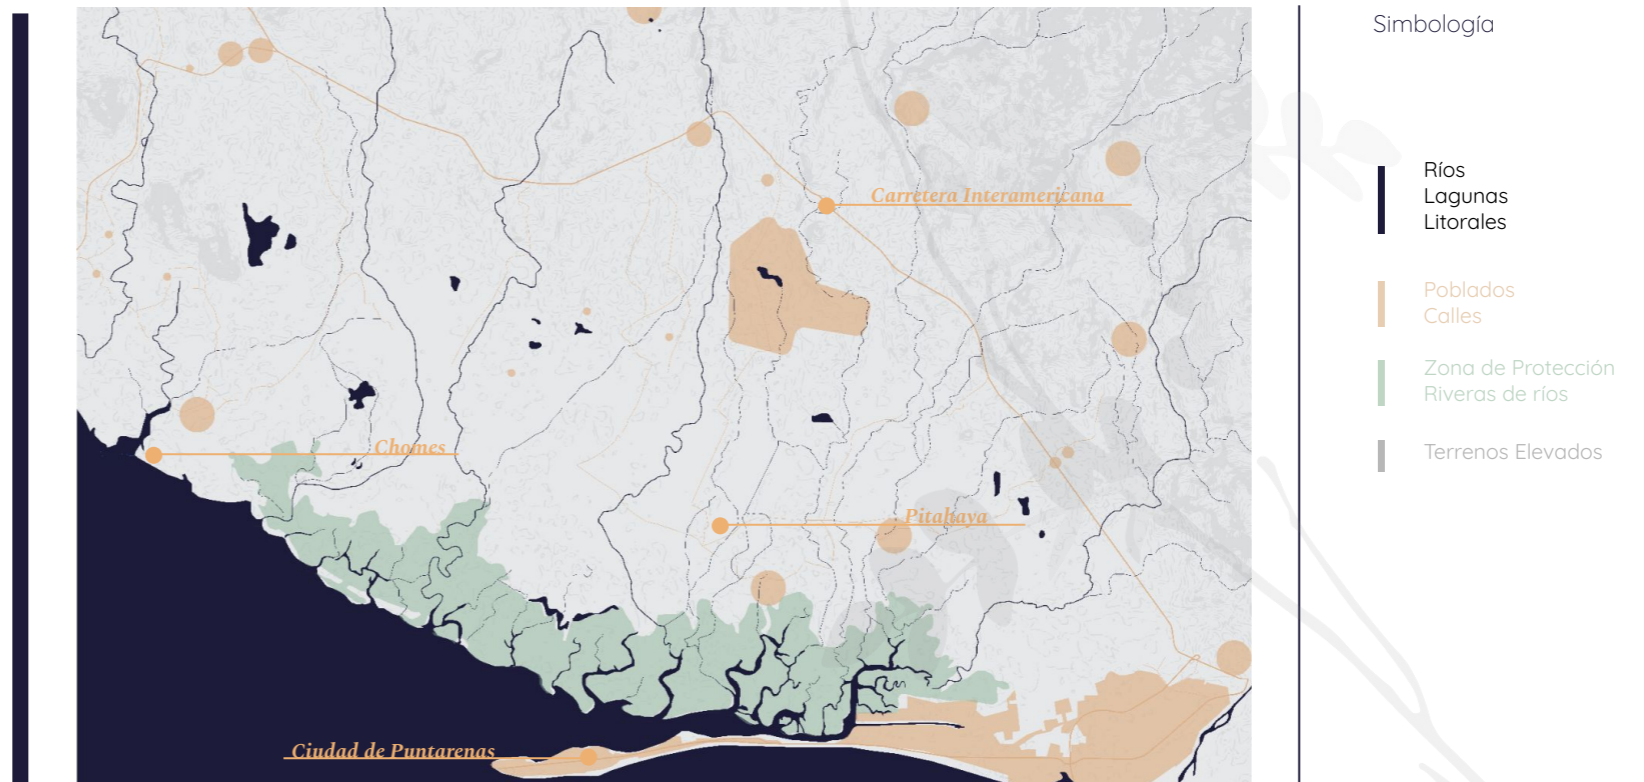 Simbología
Ríos
Lagunas
Litorales
Poblados
Calles
Zona de Protección
Riveras de ríos
Terrenos Elevados
Carretera Interamericana
Chomes
Pitahaya
Ciudad de Puntarenas